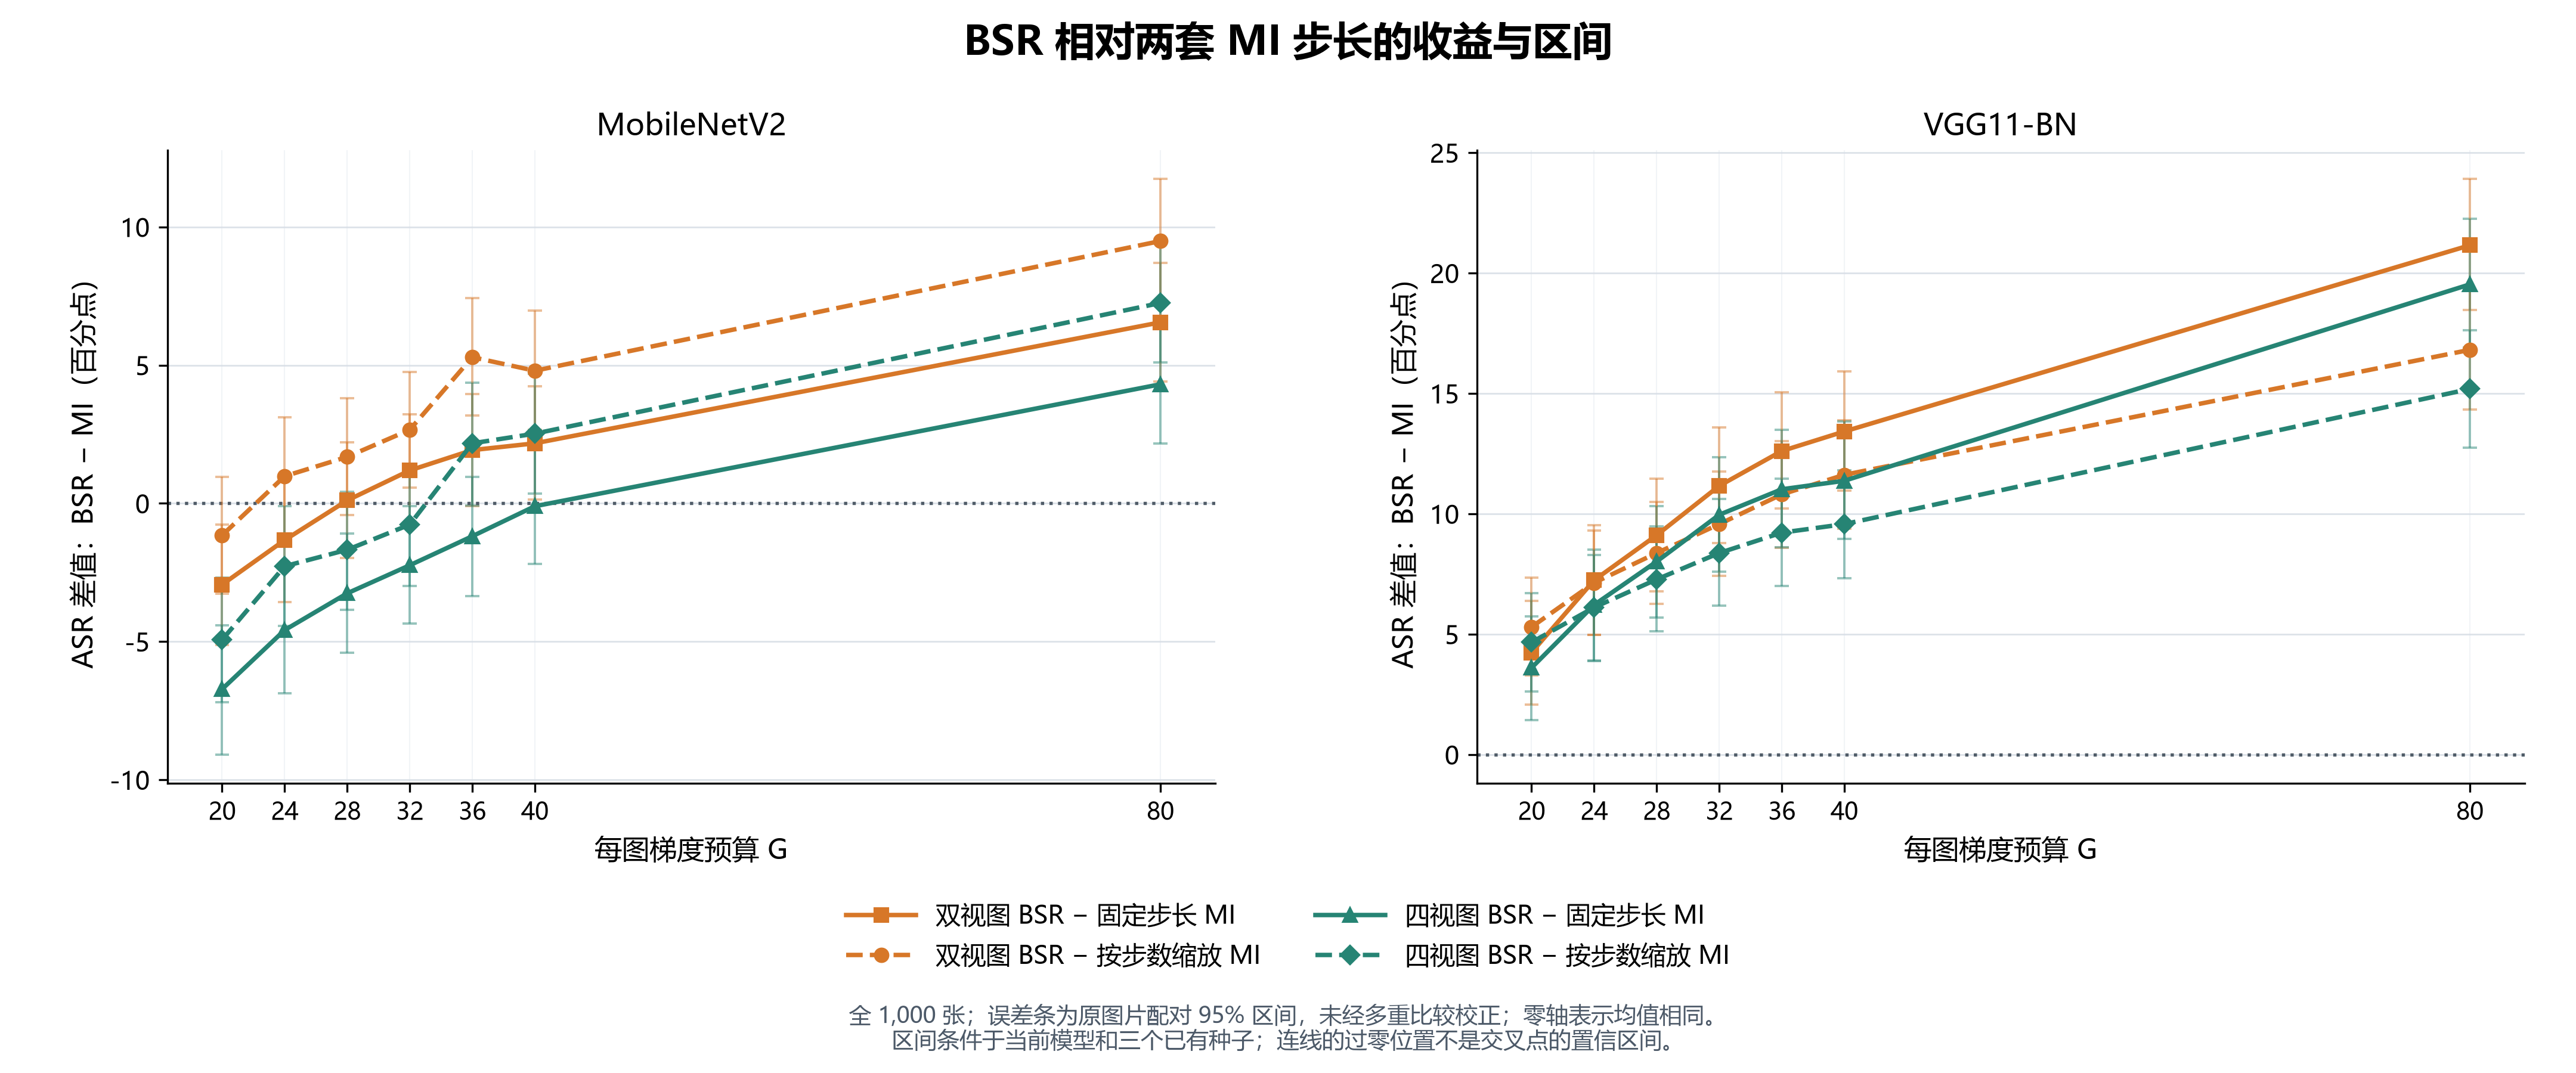 BSR 相对两套 MI 步长的收益与区间
MobileNetV2
ASR 差值：BSR − MI（百分点）
10
5
0
-5
-10
20 24 28 32 36 40 80
每图梯度预算 G
VGG11-BN
ASR 差值：BSR − MI（百分点）
25
20
15
10
5
0
20 24 28 32 36 40 80
每图梯度预算 G
双视图 BSR − 固定步长 MI
双视图 BSR − 按步数缩放 MI
四视图 BSR − 固定步长 MI
四视图 BSR − 按步数缩放 MI
全 1,000 张；误差条为原图片配对 95% 区间，未经多重比较校正；零轴表示均值相同。
区间条件于当前模型和三个已有种子；连线的过零位置不是交叉点的置信区间。